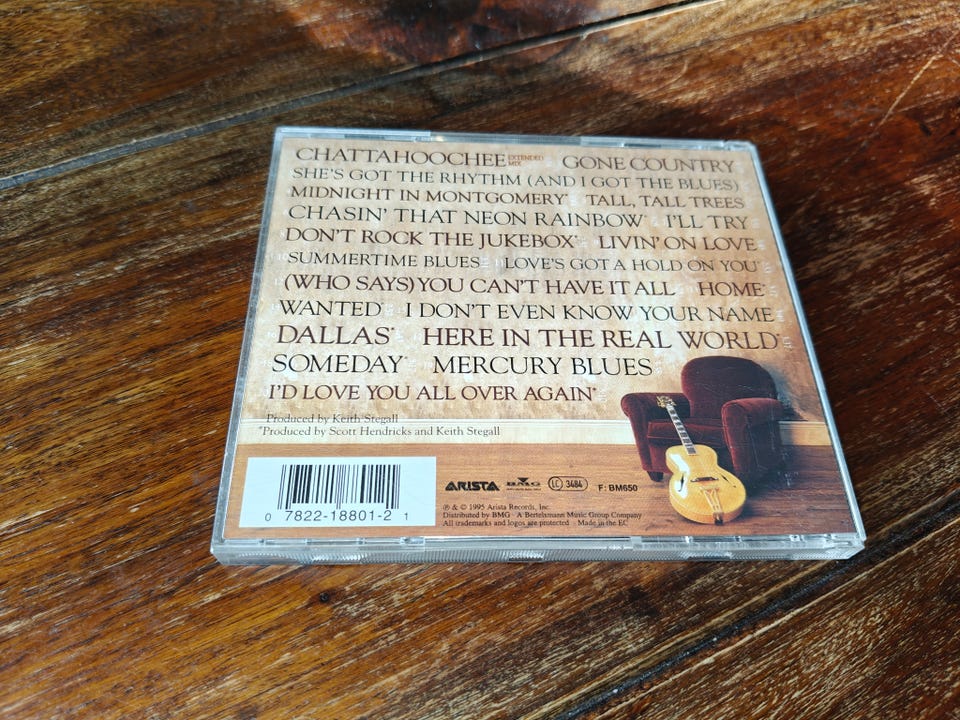 CHATTAHOOCHEE EXTENDED MIX GONE COUNTRY
SHE'S GOT THE RHYTHM (AND I GOT THE BLUES)
MIDNIGHT IN MONTGOMERY* TALL, TALL TREES
CHASIN' THAT NEON RAINBOW* I'LL TRY
DON'T ROCK THE JUKEBOX* LIVIN' ON LOVE
SUMMERTIME BLUES LOVE'S GOT A HOLD ON YOU*
(WHO SAYS) YOU CAN'T HAVE IT ALL HOME*
WANTED* I DON'T EVEN KNOW YOUR NAME
DALLAS* HERE IN THE REAL WORLD*
SOMEDAY* MERCURY BLUES
I'D LOVE YOU ALL OVER AGAIN*
Produced by Keith Stegall
*Produced by Scott Hendricks and Keith Stegall
0 7822-18801-2 1
ARISTA BMG LC 3484 F: BM650
℗ & © 1995 Arista Records, Inc.
Distributed by BMG · A Bertelsmann Music Group Company
All trademarks and logos are protected · Made in the EC